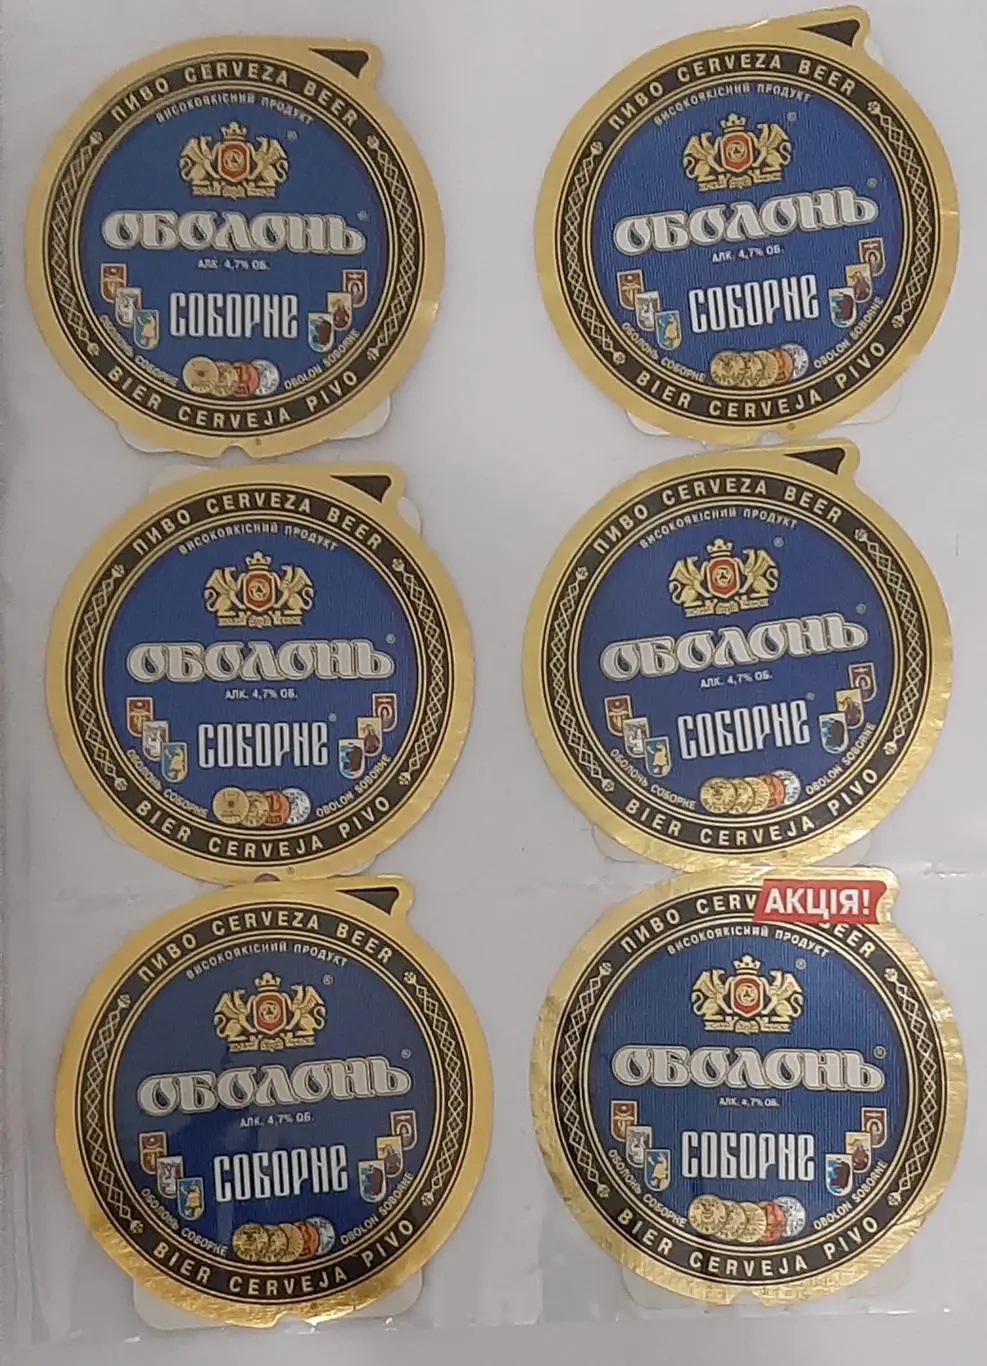 ПИВО CERVEZA BEER
ВИСОКОЯКІСНИЙ ПРОДУКТ
®
ОБОЛОНЬ®
АЛК. 4,7% ОБ.
СОБОРНЕ
ОБОЛОНЬ СОБОРНЕ
OBOLON SOBORNE
BIER CERVEJA PIVO
ПИВО CERVEZA BEER
ВИСОКОЯКІСНИЙ ПРОДУКТ
®
ОБОЛОНЬ®
АЛК. 4,7% ОБ.
СОБОРНЕ
ОБОЛОНЬ СОБОРНЕ
OBOLON SOBORNE
BIER CERVEJA PIVO
ПИВО CERVEZA BEER
ВИСОКОЯКІСНИЙ ПРОДУКТ
®
ОБОЛОНЬ®
АЛК. 4,7% ОБ.
СОБОРНЕ®
ОБОЛОНЬ СОБОРНЕ
OBOLON SOBORNE
BIER CERVEJA PIVO
ПИВО CERVEZA BEER
ВИСОКОЯКІСНИЙ ПРОДУКТ
®
ОБОЛОНЬ®
АЛК. 4,7% ОБ.
СОБОРНЕ®
ОБОЛОНЬ СОБОРНЕ
OBOLON SOBORNE
BIER CERVEJA PIVO
ПИВО CERVEZA BEER
ВИСОКОЯКІСНИЙ ПРОДУКТ
®
ОБОЛОНЬ®
АЛК. 4,7% ОБ.
СОБОРНЕ
ОБОЛОНЬ СОБОРНЕ
OBOLON SOBORNE
BIER CERVEJA PIVO
АКЦІЯ!
ПИВО CERV BEER
ВИСОКОЯКІСНИЙ ПРОДУКТ
®
ОБОЛОНЬ®
АЛК. 4,7% ОБ.
СОБОРНЕ
ОБОЛОНЬ СОБОРНЕ
OBOLON SOBORNE
BIER CERVEJA PIVO